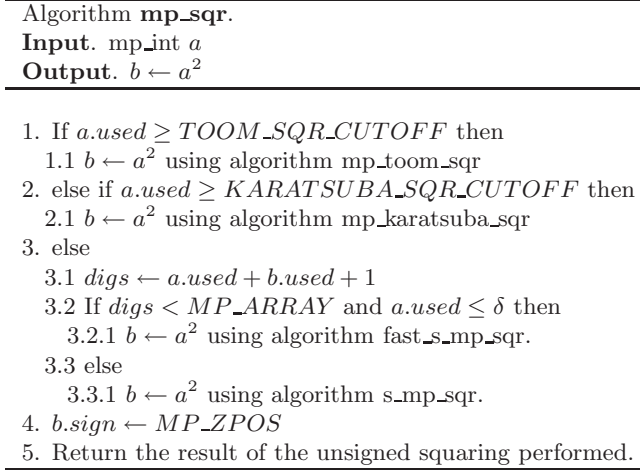 Algorithm mp_sqr.
Input. mp_int a
Output. b ← a²
1. If a.used ≥ TOOM_SQR_CUTOFF then
1.1 b ← a² using algorithm mp_toom_sqr
2. else if a.used ≥ KARATSUBA_SQR_CUTOFF then
2.1 b ← a² using algorithm mp_karatsuba_sqr
3. else
3.1 digs ← a.used + b.used + 1
3.2 If digs < MP_ARRAY and a.used ≤ δ then
3.2.1 b ← a² using algorithm fast_s_mp_sqr.
3.3 else
3.3.1 b ← a² using algorithm s_mp_sqr.
4. b.sign ← MP_ZPOS
5. Return the result of the unsigned squaring performed.